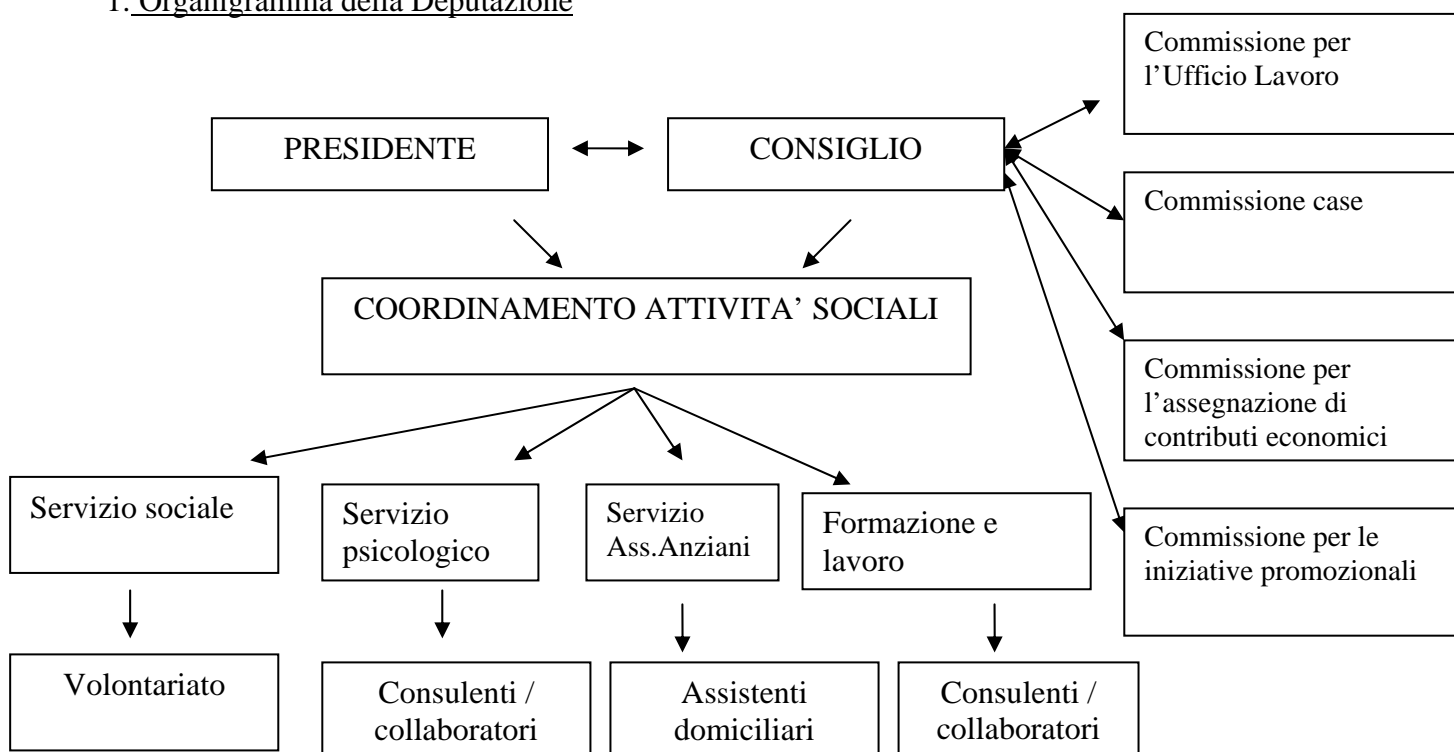 1. Organigramma della Deputazione
Commissione per
l’Ufficio Lavoro
PRESIDENTE
CONSIGLIO
Commissione case
COORDINAMENTO ATTIVITA’ SOCIALI
Commissione per
l’assegnazione di
contributi economici
Servizio sociale
Servizio
psicologico
Servizio
Ass.Anziani
Formazione e
lavoro
Commissione per le
iniziative promozionali
Volontariato
Consulenti /
collaboratori
Assistenti
domiciliari
Consulenti /
collaboratori